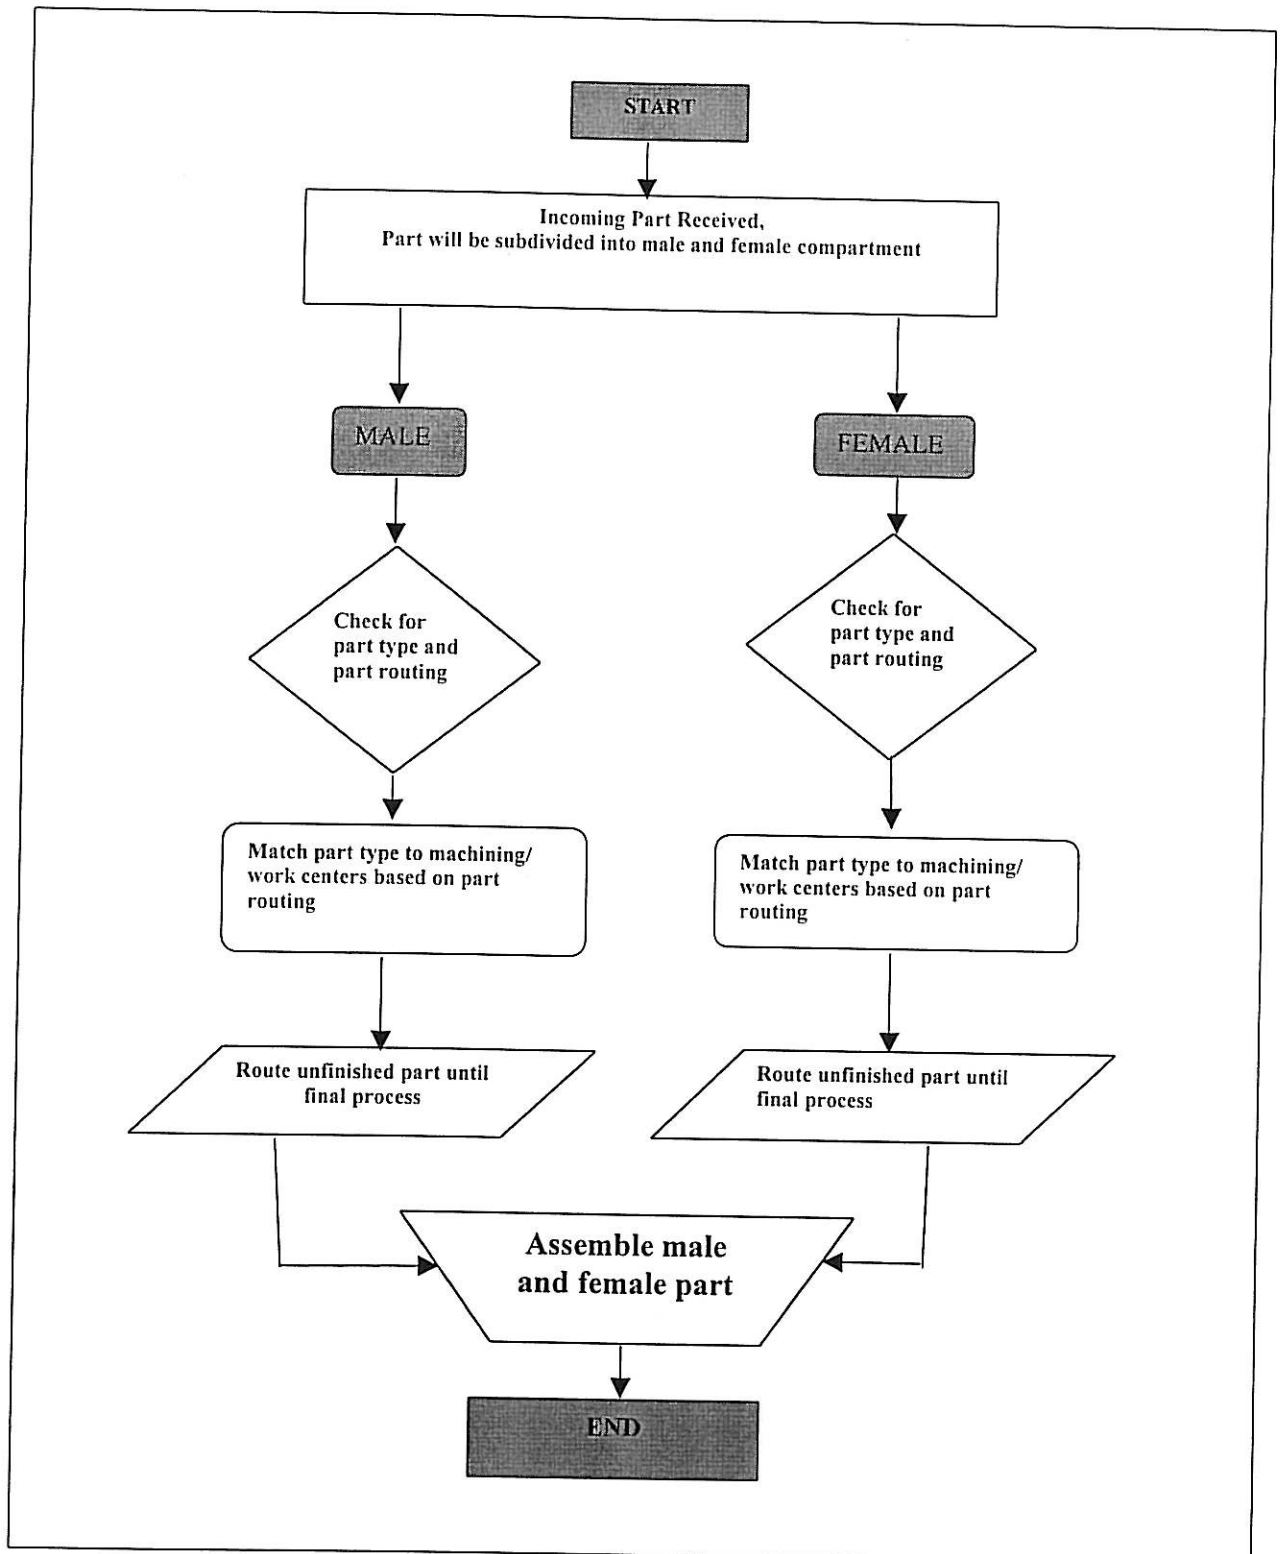 START
Incoming Part Received,
Part will be subdivided into male and female compartment
MALE
FEMALE
Check for
part type and
part routing
Check for
part type and
part routing
Match part type to machining/
work centers based on part
routing
Match part type to machining/
work centers based on part
routing
Route unfinished part until
final process
Route unfinished part until
final process
Assemble male
and female part
END